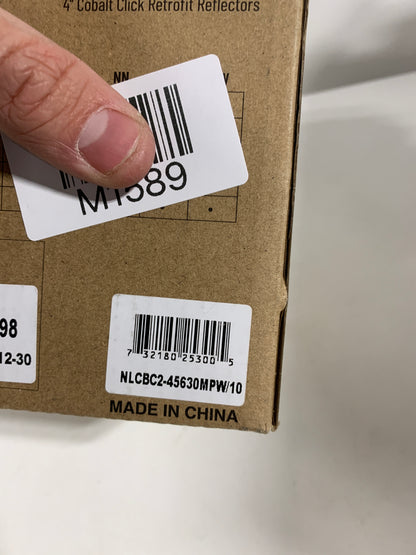 4" Cobalt Click Retrofit Reflectors
NN
W
M1589
98
12-30
7 32180 25300 5
NLCBC2-45630MPW/10
MADE IN CHINA